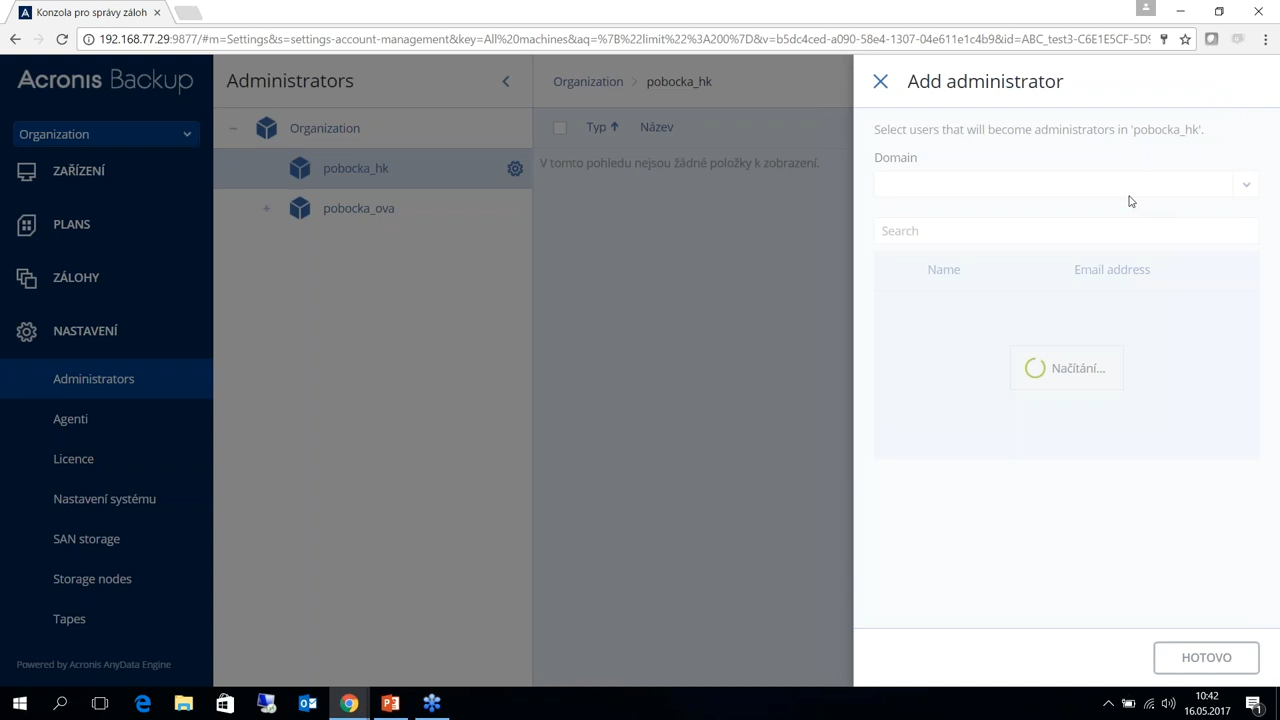 Konzola pro správy záloh
192.168.77.29:9877/#m=Settings&s=settings-account-management&key=All%20machines&aq=%7B%22limit%22%3A200%7D&v=b5dc4ced-a090-58e4-1307-04e611e1c4b9&id=ABC_test3-C6E1E5CF-5D9
Acronis Backup
Organization
ZAŘÍZENÍ
PLANS
ZÁLOHY
NASTAVENÍ
Administrators
Agenti
Licence
Nastavení systému
SAN storage
Storage nodes
Tapes
Powered by Acronis AnyData Engine
Administrators
Organization
pobocka_hk
pobocka_ova
Organization > pobocka_hk
Typ Název
V tomto pohledu nejsou žádné položky k zobrazení.
Add administrator
Select users that will become administrators in 'pobocka_hk'.
Domain
Search
Name Email address
Načítání...
HOTOVO
10:42
16.05.2017
1